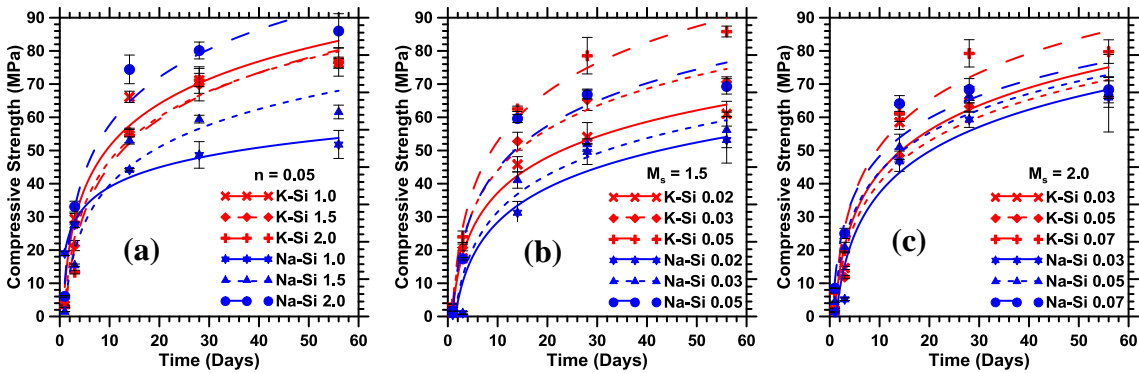 Compressive Strength (MPa)
90
80
70
60
50
40
30
20
10
0
n = 0.05
K-Si 1.0
K-Si 1.5
K-Si 2.0
Na-Si 1.0
Na-Si 1.5
Na-Si 2.0
(a)
0 10 20 30 40 50 60
Time (Days)
Compressive Strength (MPa)
90
80
70
60
50
40
30
20
10
0
Ms = 1.5
K-Si 0.02
K-Si 0.03
K-Si 0.05
Na-Si 0.02
Na-Si 0.03
Na-Si 0.05
(b)
0 10 20 30 40 50 60
Time (Days)
Compressive Strength (MPa)
90
80
70
60
50
40
30
20
10
0
Ms = 2.0
K-Si 0.03
K-Si 0.05
K-Si 0.07
Na-Si 0.03
Na-Si 0.05
Na-Si 0.07
(c)
0 10 20 30 40 50 60
Time (Days)